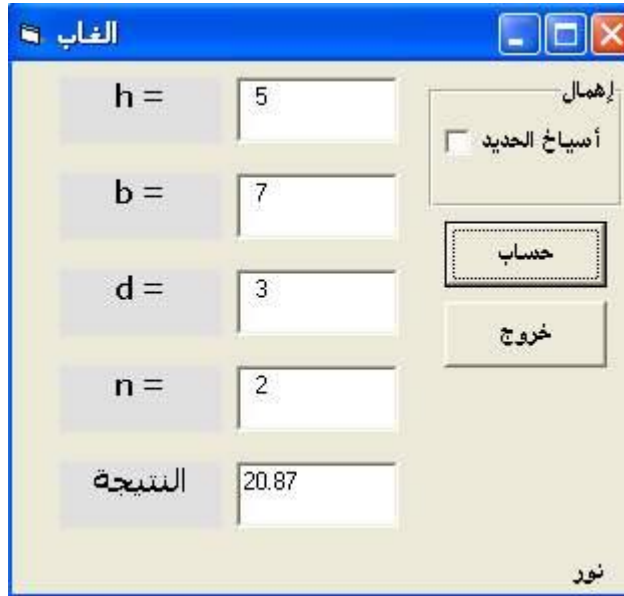 الغاب
h =
5
إهمال
أسياخ الحديد
b =
7
حساب
d =
3
خروج
n =
2
النتيجة
20.87
نور